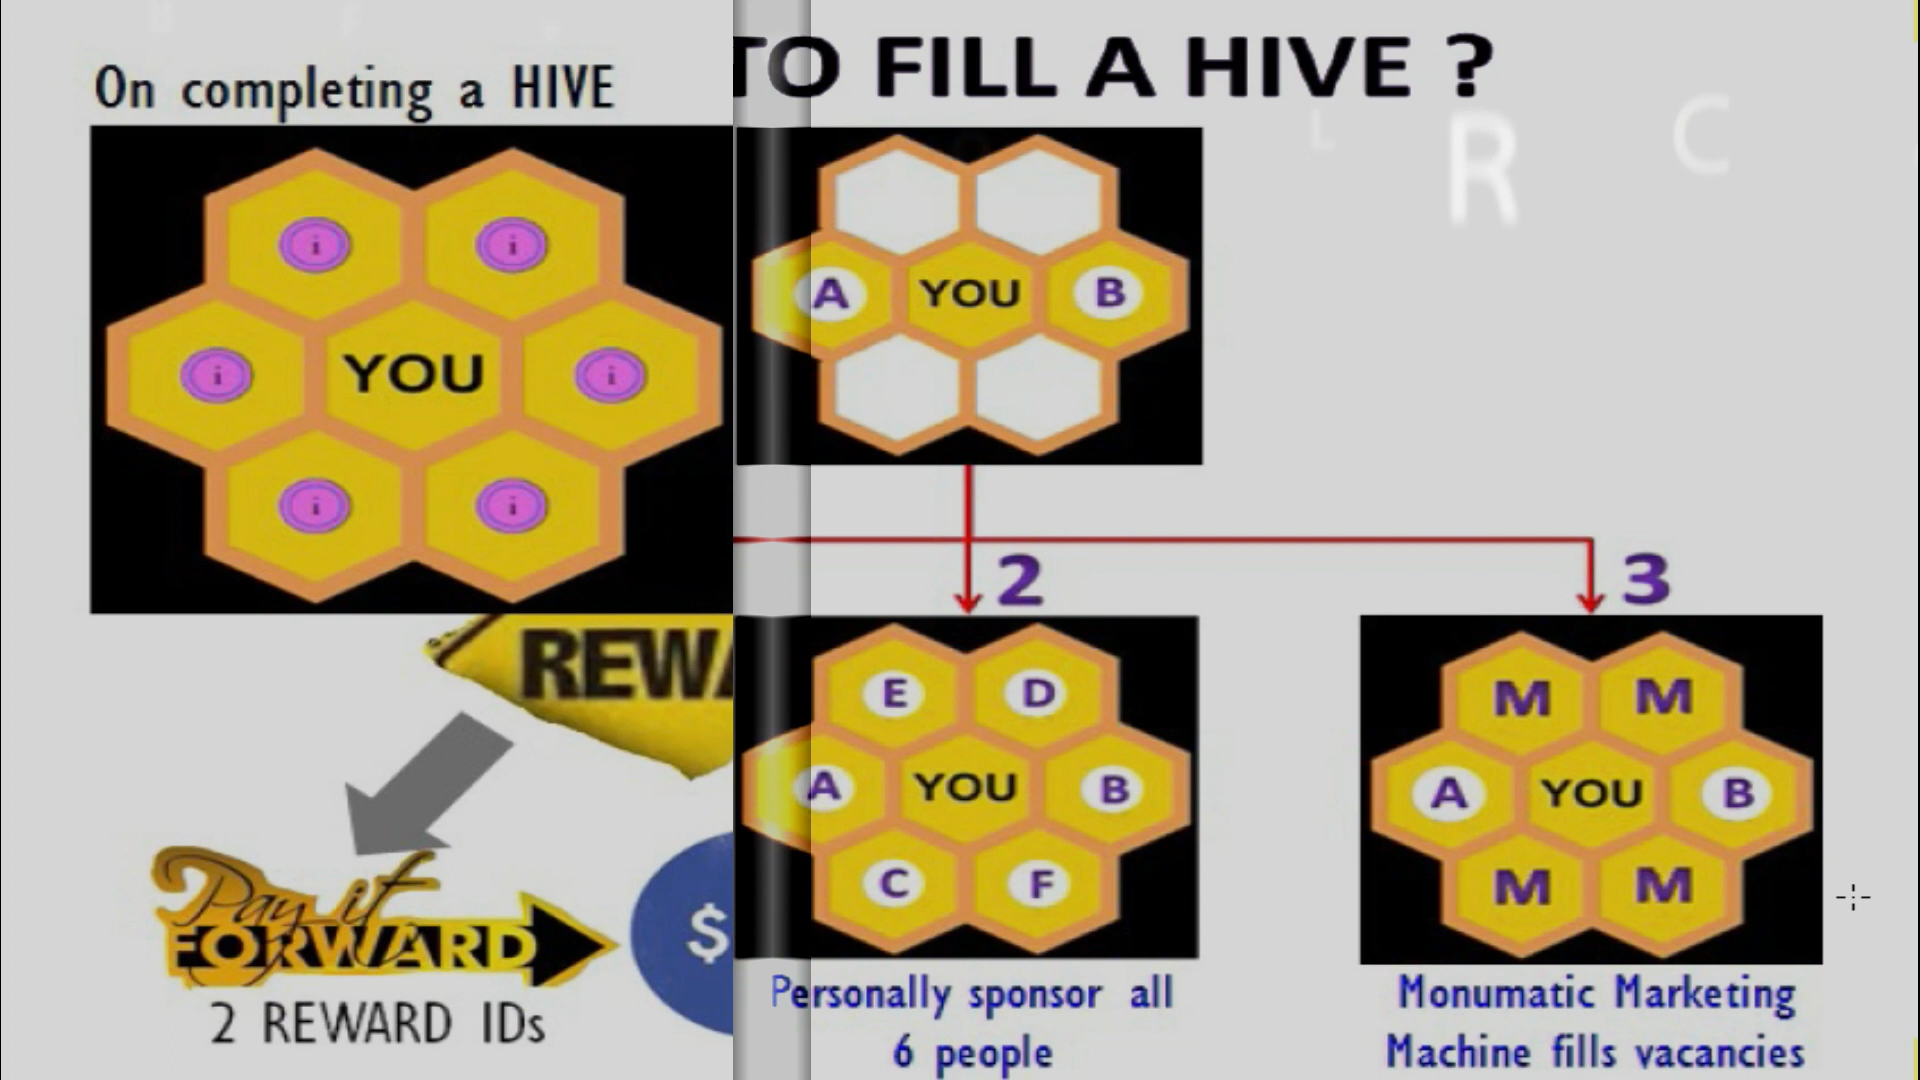 On completing a HIVE
i i
i YOU i
i i
REWA
Pay it
FORWARD
2 REWARD IDs
$
TO FILL A HIVE ?
L R C
A YOU B
2
E D
A YOU B
C F
Personally sponsor all
6 people
3
M M
A YOU B
M M
Monumatic Marketing
Machine fills vacancies